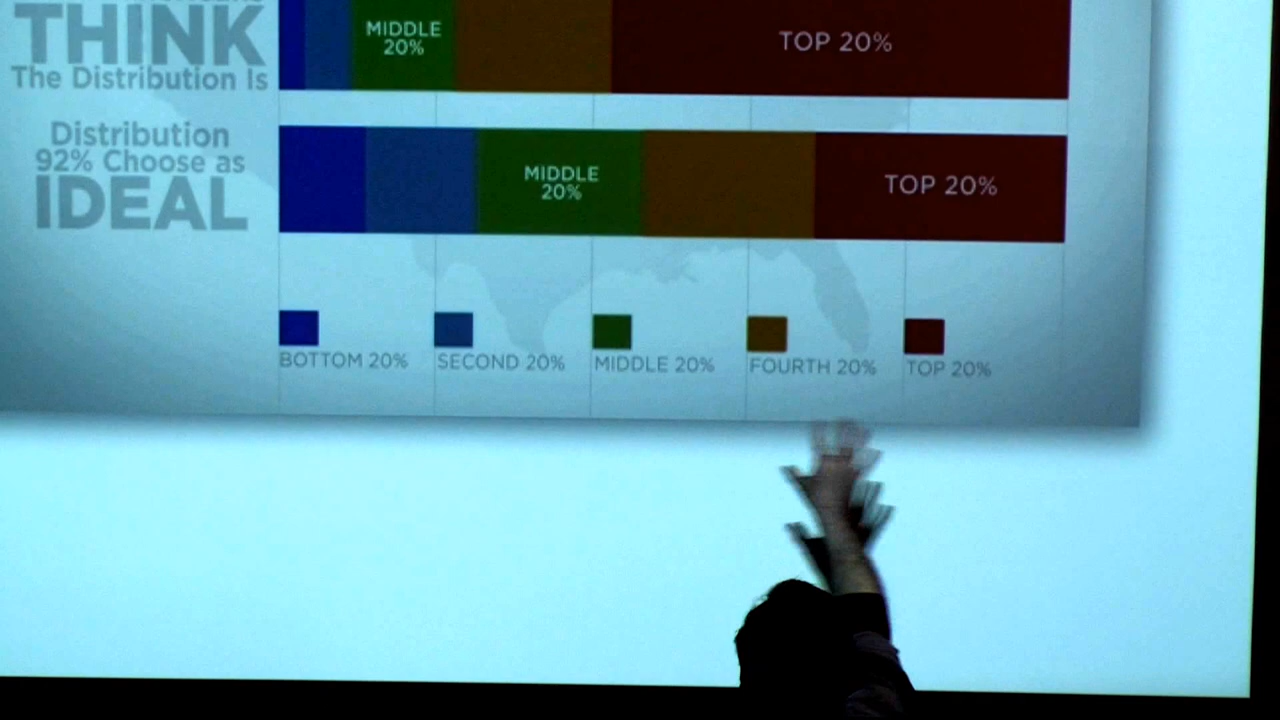 THINK
The Distribution Is
MIDDLE
20%
TOP 20%
Distribution
92% Choose as
IDEAL
MIDDLE
20%
TOP 20%
BOTTOM 20%
SECOND 20%
MIDDLE 20%
FOURTH 20%
TOP 20%